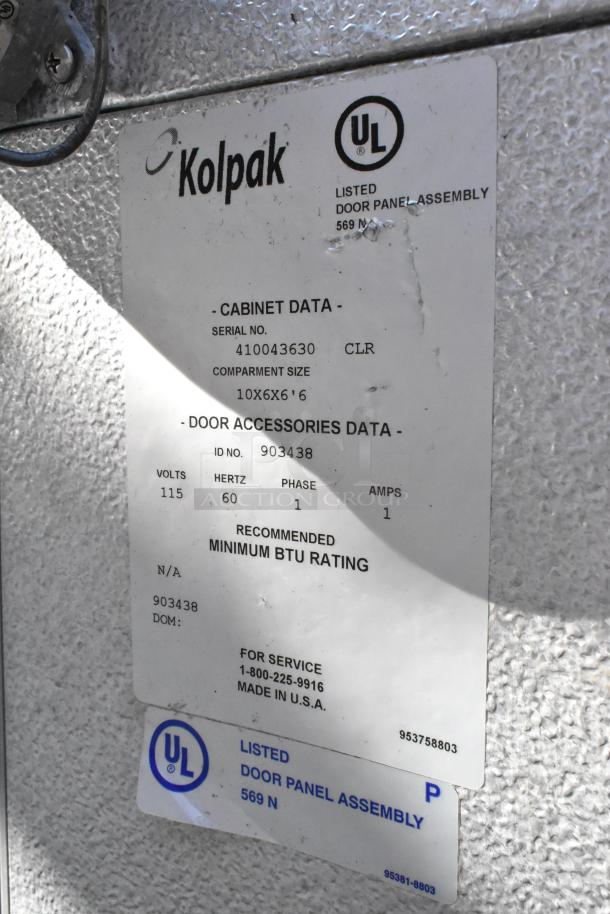 Kolpak
UL
®
LISTED
DOOR PANEL ASSEMBLY
569 N
- CABINET DATA -
SERIAL NO.
410043630 CLR
COMPARMENT SIZE
10X6X6'6
- DOOR ACCESSORIES DATA -
ID NO. 903438
VOLTS HERTZ PHASE AMPS
115 60 1 1
AUCTION GROUP
RECOMMENDED
MINIMUM BTU RATING
N/A
903438
DOM:
FOR SERVICE
1-800-225-9916
MADE IN U.S.A.
953758803
UL
®
LISTED
DOOR PANEL ASSEMBLY
569 N
P
95381-8803